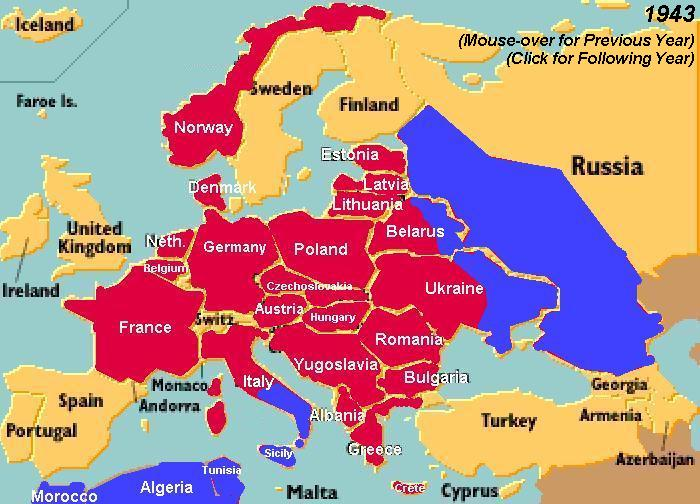 Iceland
1943
(Mouse-over for Previous Year)
(Click for Following Year)
Faroe Is.
Sweden
Finland
Norway
Estonia
Russia
Latvia
Denmark
Lithuania
United
Kingdom
Neth.
Germany
Poland
Belarus
Belgium
Ireland
Czechoslovakia
Ukraine
Austria
Hungary
France
Switz.
Romania
Yugoslavia
Bulgaria
Italy
Monaco
Andorra
Spain
Georgia
Portugal
Albania
Turkey
Armenia
Greece
Sicily
Azerbaijan
Tunisia
Algeria
Morocco
Malta
Crete
Cyprus